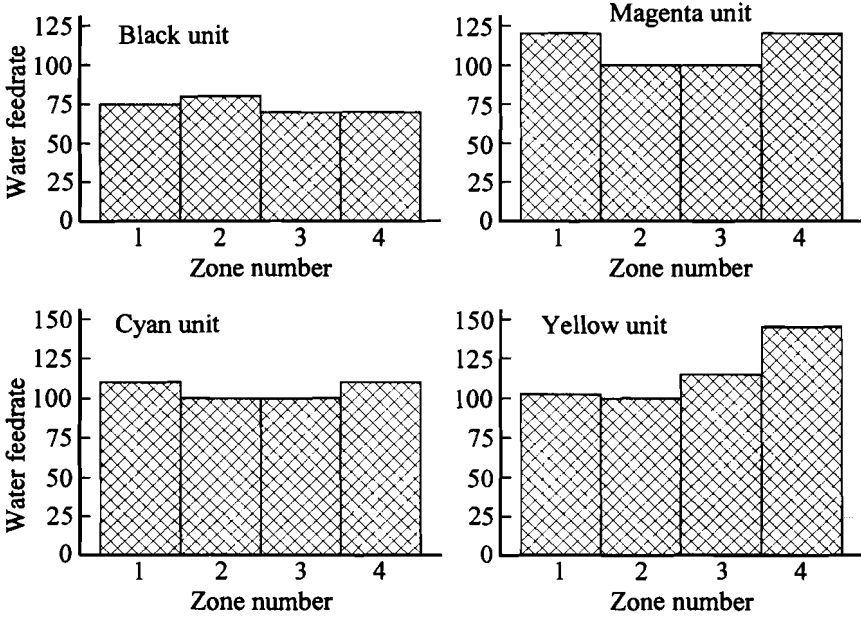 Black unit
Water feedrate
125
100
75
50
25
0
1 2 3 4
Zone number
Magenta unit
125
100
75
50
25
0
1 2 3 4
Zone number
Cyan unit
Water feedrate
150
125
100
75
50
25
0
1 2 3 4
Zone number
Yellow unit
150
125
100
75
50
25
0
1 2 3 4
Zone number